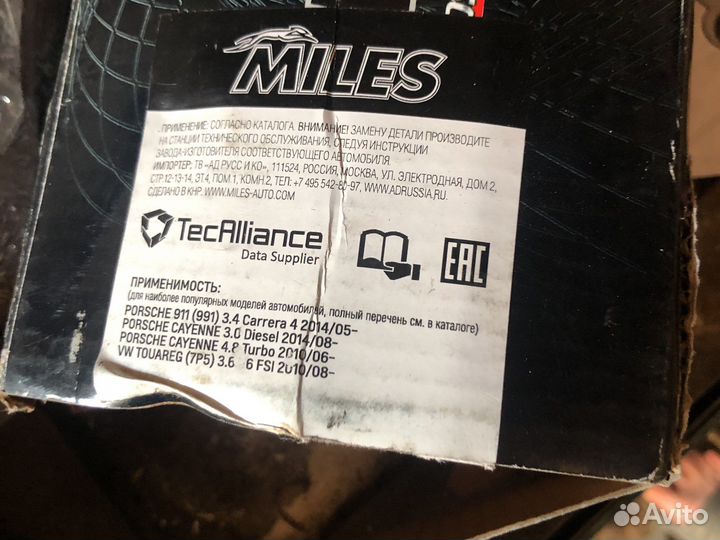 MILES
ПРИМЕНЕНИЕ: СОГЛАСНО КАТАЛОГА. ВНИМАНИЕ! ЗАМЕНУ ДЕТАЛИ ПРОИЗВОДИТЕ
НА СТАНЦИИ ТЕХНИЧЕСКОГО ОБСЛУЖИВАНИЯ, СЛЕДУЯ ИНСТРУКЦИИ
ЗАВОДА-ИЗГОТОВИТЕЛЯ СООТВЕТСТВУЮЩЕГО АВТОМОБИЛЯ.
ИМПОРТЕР: ТВ «АД РУСС И КО», 111524, РОССИЯ, МОСКВА, УЛ. ЭЛЕКТРОДНАЯ, ДОМ 2,
СТР.12-13-14, ЭТ.4, ПОМ 1, КОМН.2, ТЕЛ: +7 495 542-80-97, WWW.ADRUSSIA.RU.
СДЕЛАНО В КНР. WWW.MILES-AUTO.COM
TecAlliance
Data Supplier
EAC
ПРИМЕНИМОСТЬ:
(для наиболее популярных моделей автомобилей, полный перечень см. в каталоге)
PORSCHE 911 (991) 3.4 Carrera 4 2014/05-
PORSCHE CAYENNE 3.0 Diesel 2014/08-
PORSCHE CAYENNE 4.8 Turbo 2010/06-
VW TOUAREG (7P5) 3.6 6 FSI 2010/08-
Avito